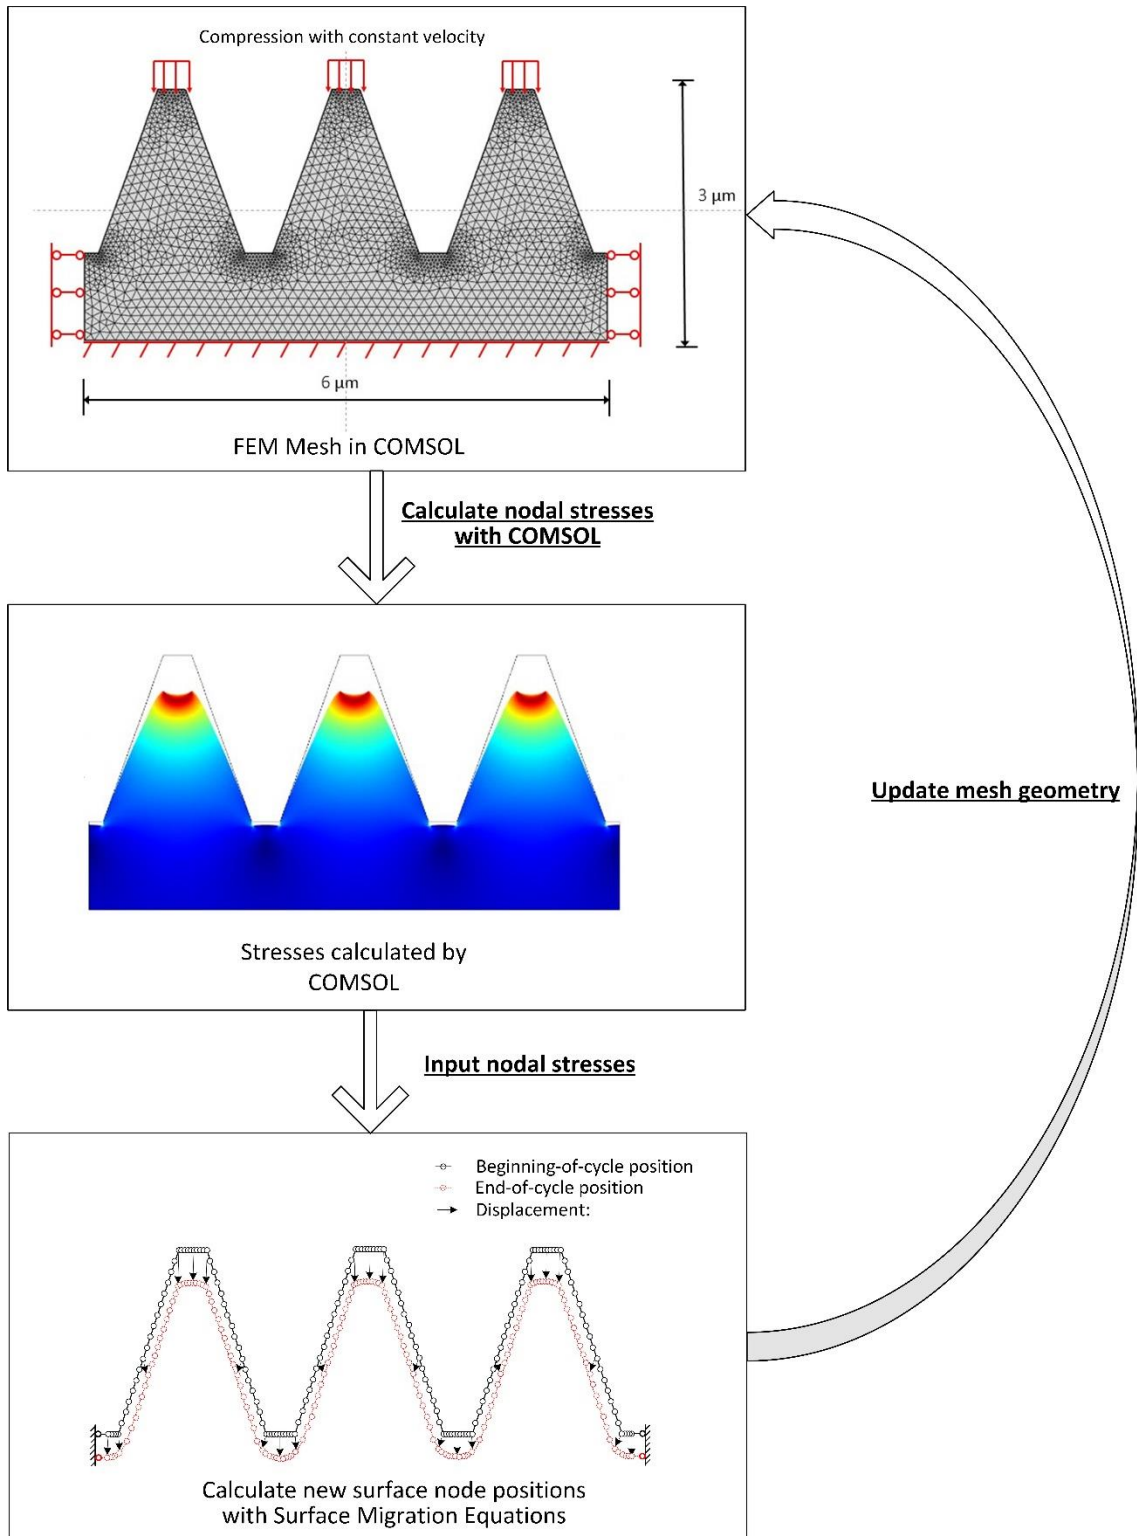 Compression with constant velocity
3 μm
6 μm
FEM Mesh in COMSOL
Calculate nodal stresses
with COMSOL
Stresses calculated by
COMSOL
Update mesh geometry
Input nodal stresses
Beginning-of-cycle position
End-of-cycle position
Displacement:
Calculate new surface node positions
with Surface Migration Equations